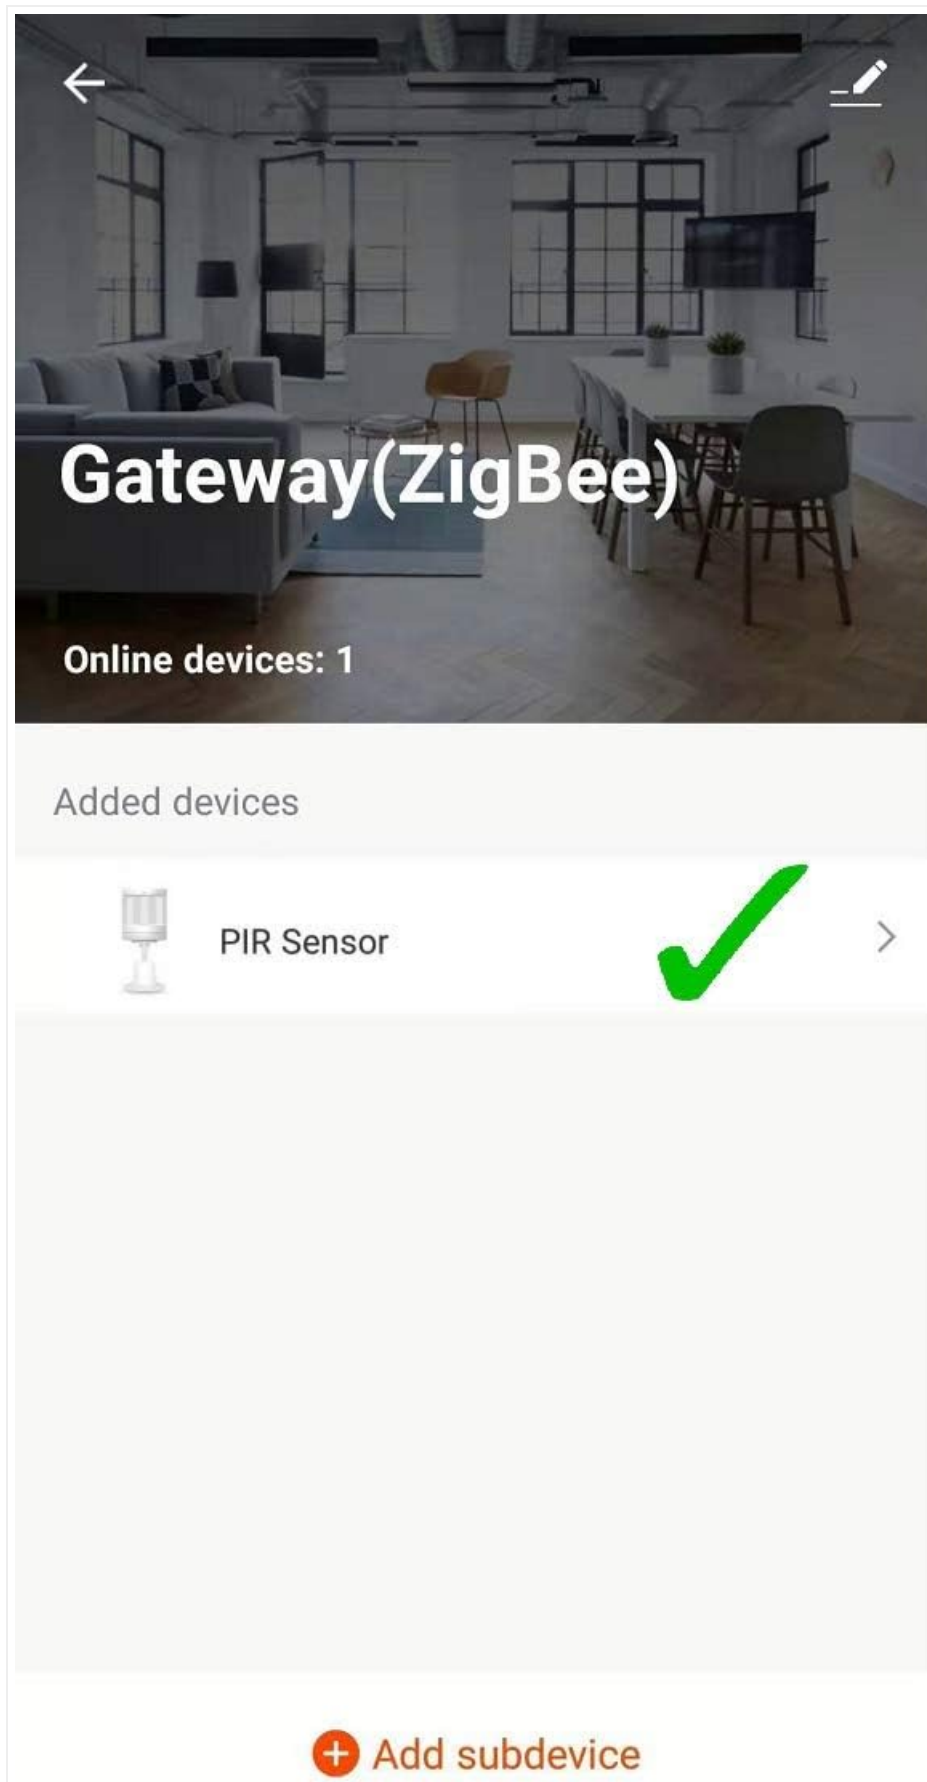 Gateway(ZigBee)
Online devices: 1
Added devices
PIR Sensor
Add subdevice